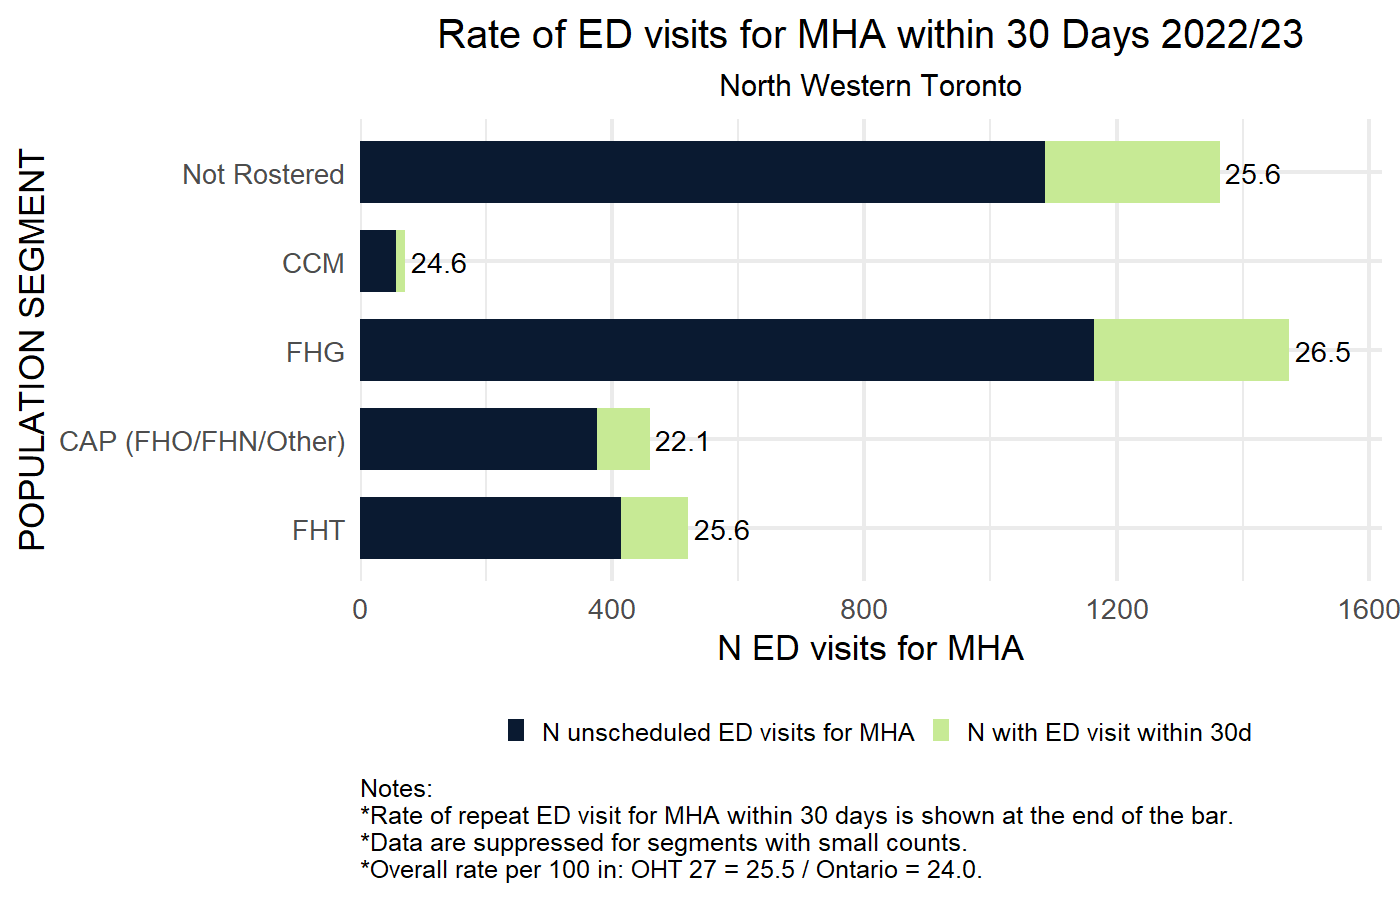 Rate of ED visits for MHA within 30 Days 2022/23
North Western Toronto
POPULATION SEGMENT
Not Rostered
25.6
CCM
24.6
FHG
26.5
CAP (FHO/FHN/Other)
22.1
FHT
25.6
0 400 800 1200 1600
N ED visits for MHA
N unscheduled ED visits for MHA N with ED visit within 30d
Notes:
*Rate of repeat ED visit for MHA within 30 days is shown at the end of the bar.
*Data are suppressed for segments with small counts.
*Overall rate per 100 in: OHT 27 = 25.5 / Ontario = 24.0.